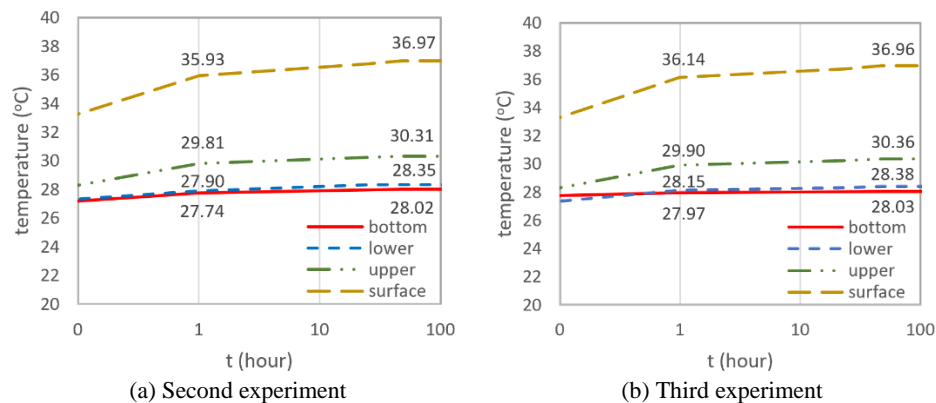 40
38
36
34
32
30
28
26
24
22
20
temperature (°C)
36.97
35.93
30.31
29.81
28.35
27.90
28.02
27.74
bottom
lower
upper
surface
0 1 10 100
t (hour)
(a) Second experiment
40
38
36
34
32
30
28
26
24
22
20
temperature (°C)
36.96
36.14
30.36
29.90
28.38
28.15
28.03
27.97
bottom
lower
upper
surface
0 1 10 100
t (hour)
(b) Third experiment